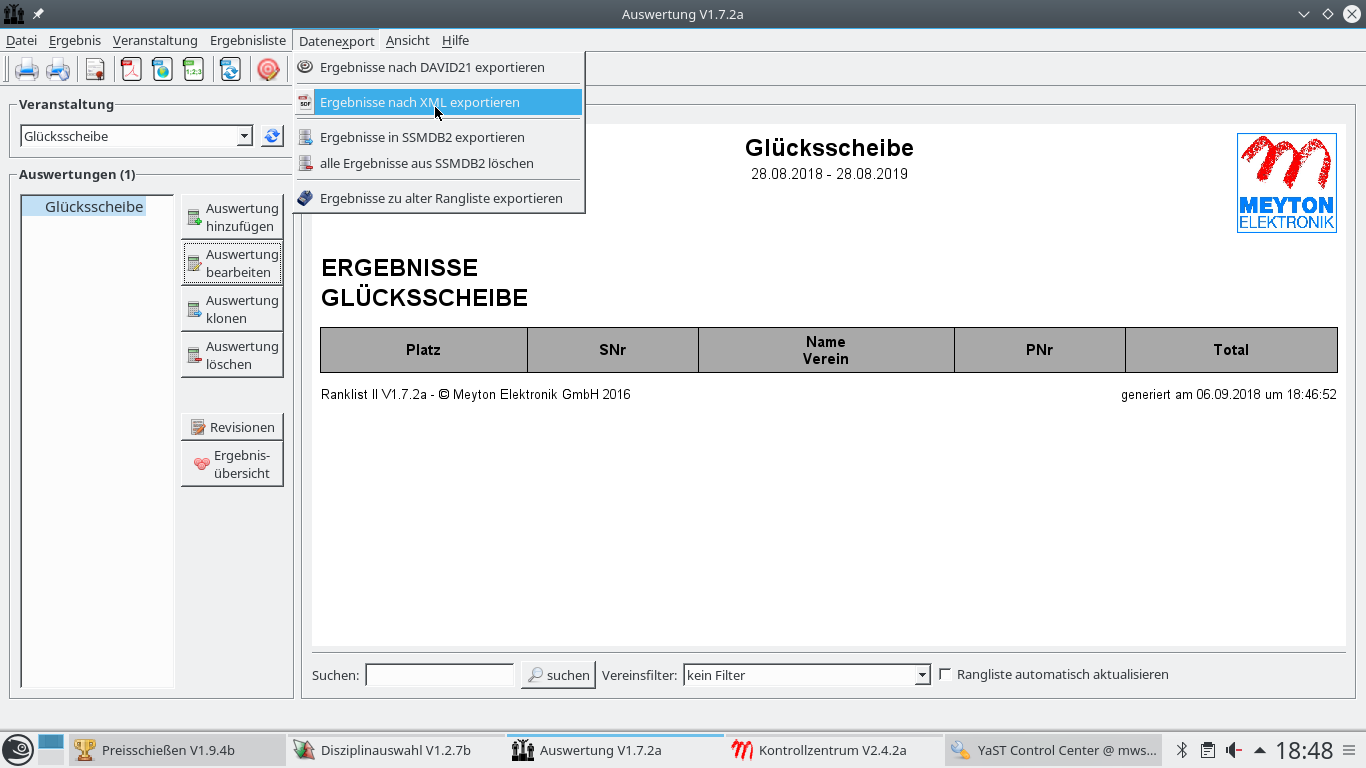 Auswertung V1.7.2a
Datei Ergebnis Veranstaltung Ergebnisliste Datenexport Ansicht Hilfe
Ergebnisse nach DAVID21 exportieren
Ergebnisse nach XML exportieren
Ergebnisse in SSMDB2 exportieren
alle Ergebnisse aus SSMDB2 löschen
Ergebnisse zu alter Rangliste exportieren
Veranstaltung
Glücksscheibe
Auswertungen (1)
Glücksscheibe
Auswertung
hinzufügen
Auswertung
bearbeiten
Auswertung
klonen
Auswertung
löschen
Revisionen
Ergebnis-
übersicht
Glücksscheibe
28.08.2018 - 28.08.2019
MEYTON
ELEKTRONIK
ERGEBNISSE
GLÜCKSSCHEIBE
Platz SNr Name PNr Total
Verein
Ranklist II V1.7.2a - © Meyton Elektronik GmbH 2016 generiert am 06.09.2018 um 18:46:52
Suchen: suchen Vereinsfilter: kein Filter Rangliste automatisch aktualisieren
Preisschießen V1.9.4b Disziplinauswahl V1.2.7b Auswertung V1.7.2a Kontrollzentrum V2.4.2a YaST Control Center @ mws... 18:48